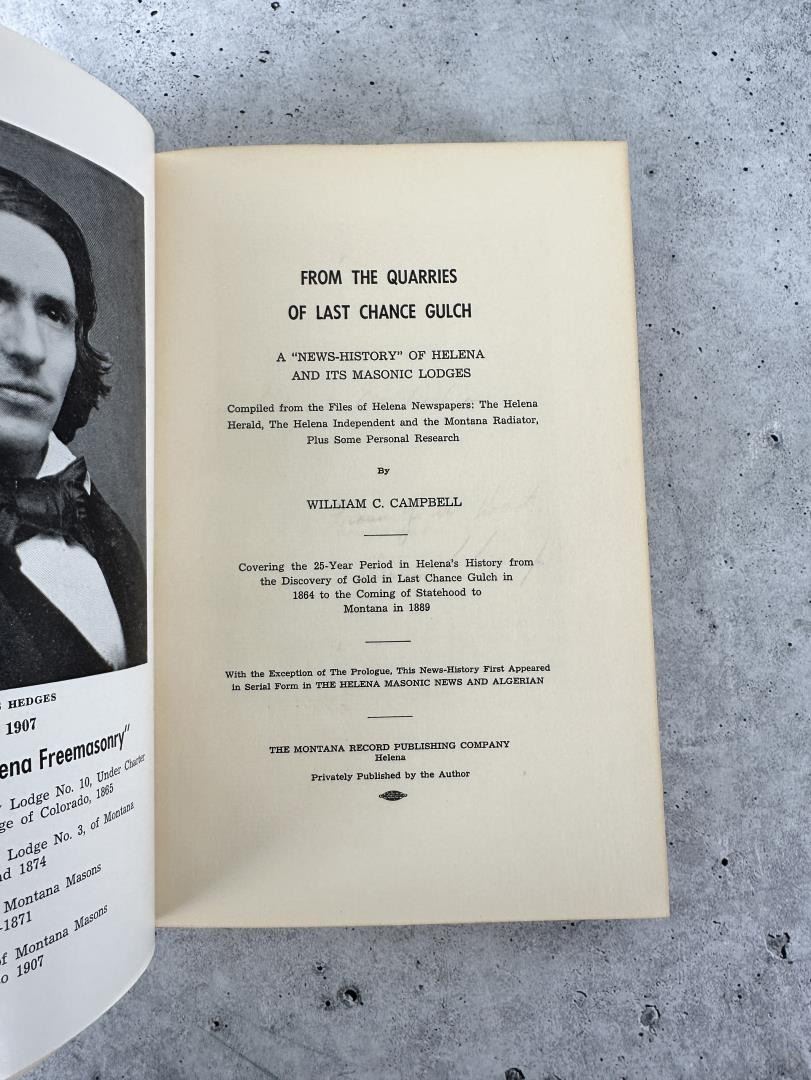 HEDGES
1907
ena Freemasonry"
Lodge No. 10, Under Charter
ge of Colorado, 1865
Lodge No. 3, of Montana
nd 1874
Montana Masons
-1871
of Montana Masons
o 1907
FROM THE QUARRIES
OF LAST CHANCE GULCH
A "NEWS-HISTORY" OF HELENA
AND ITS MASONIC LODGES
Compiled from the Files of Helena Newspapers: The Helena
Herald, The Helena Independent and the Montana Radiator,
Plus Some Personal Research
By
WILLIAM C. CAMPBELL
Covering the 25-Year Period in Helena's History from
the Discovery of Gold in Last Chance Gulch in
1864 to the Coming of Statehood to
Montana in 1889
With the Exception of The Prologue, This News-History First Appeared
in Serial Form in THE HELENA MASONIC NEWS AND ALGERIAN
THE MONTANA RECORD PUBLISHING COMPANY
Helena
Privately Published by the Author